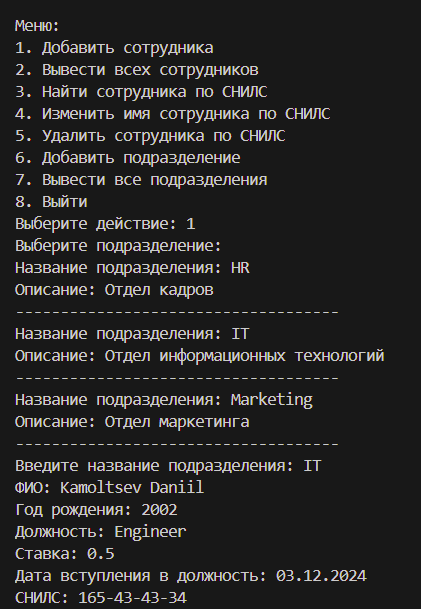 Меню:
1. Добавить сотрудника
2. Вывести всех сотрудников
3. Найти сотрудника по СНИЛС
4. Изменить имя сотрудника по СНИЛС
5. Удалить сотрудника по СНИЛС
6. Добавить подразделение
7. Вывести все подразделения
8. Выйти
Выберите действие: 1
Выберите подразделение:
Название подразделения: HR
Описание: Отдел кадров
------------------------------------
Название подразделения: IT
Описание: Отдел информационных технологий
------------------------------------
Название подразделения: Marketing
Описание: Отдел маркетинга
------------------------------------
Введите название подразделения: IT
ФИО: Kamoltsev Daniil
Год рождения: 2002
Должность: Engineer
Ставка: 0.5
Дата вступления в должность: 03.12.2024
СНИЛС: 165-43-43-34